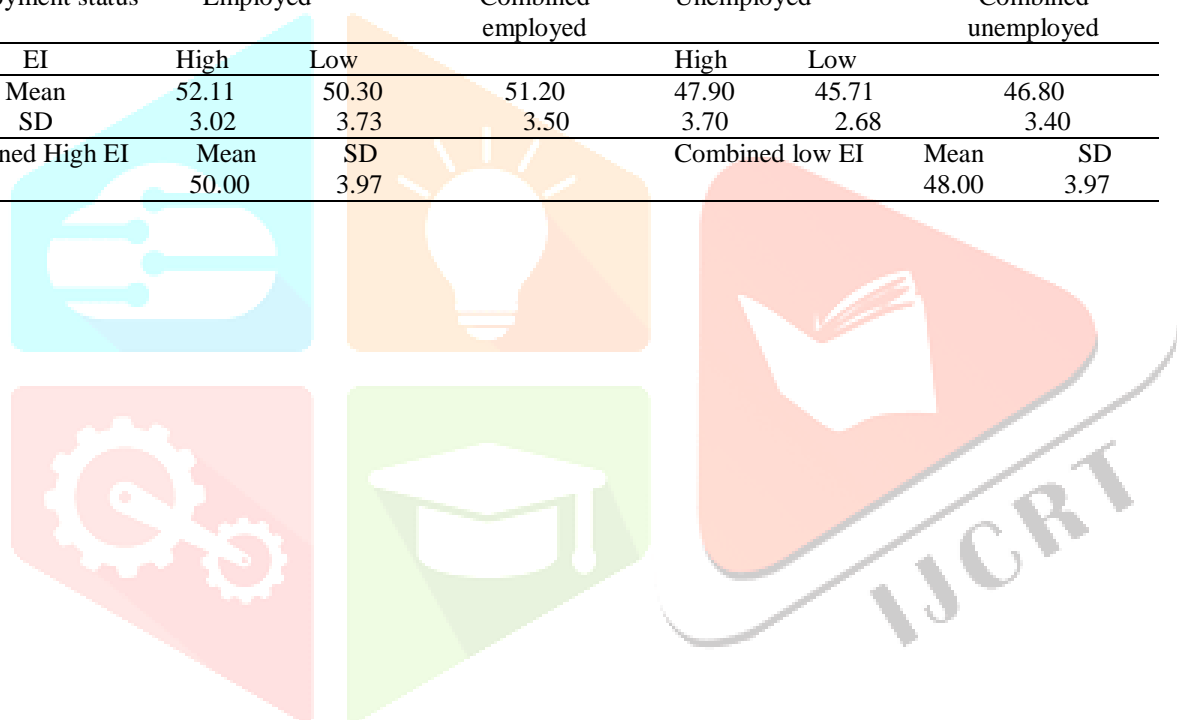 Employed Unemployed
employed unemployed
EI High Low High Low
Mean 52.11 50.30 51.20 47.90 45.71 46.80
SD 3.02 3.73 3.50 3.70 2.68 3.40
High EI Mean SD Combined low EI Mean SD
50.00 3.97 48.00 3.97
IJCRT